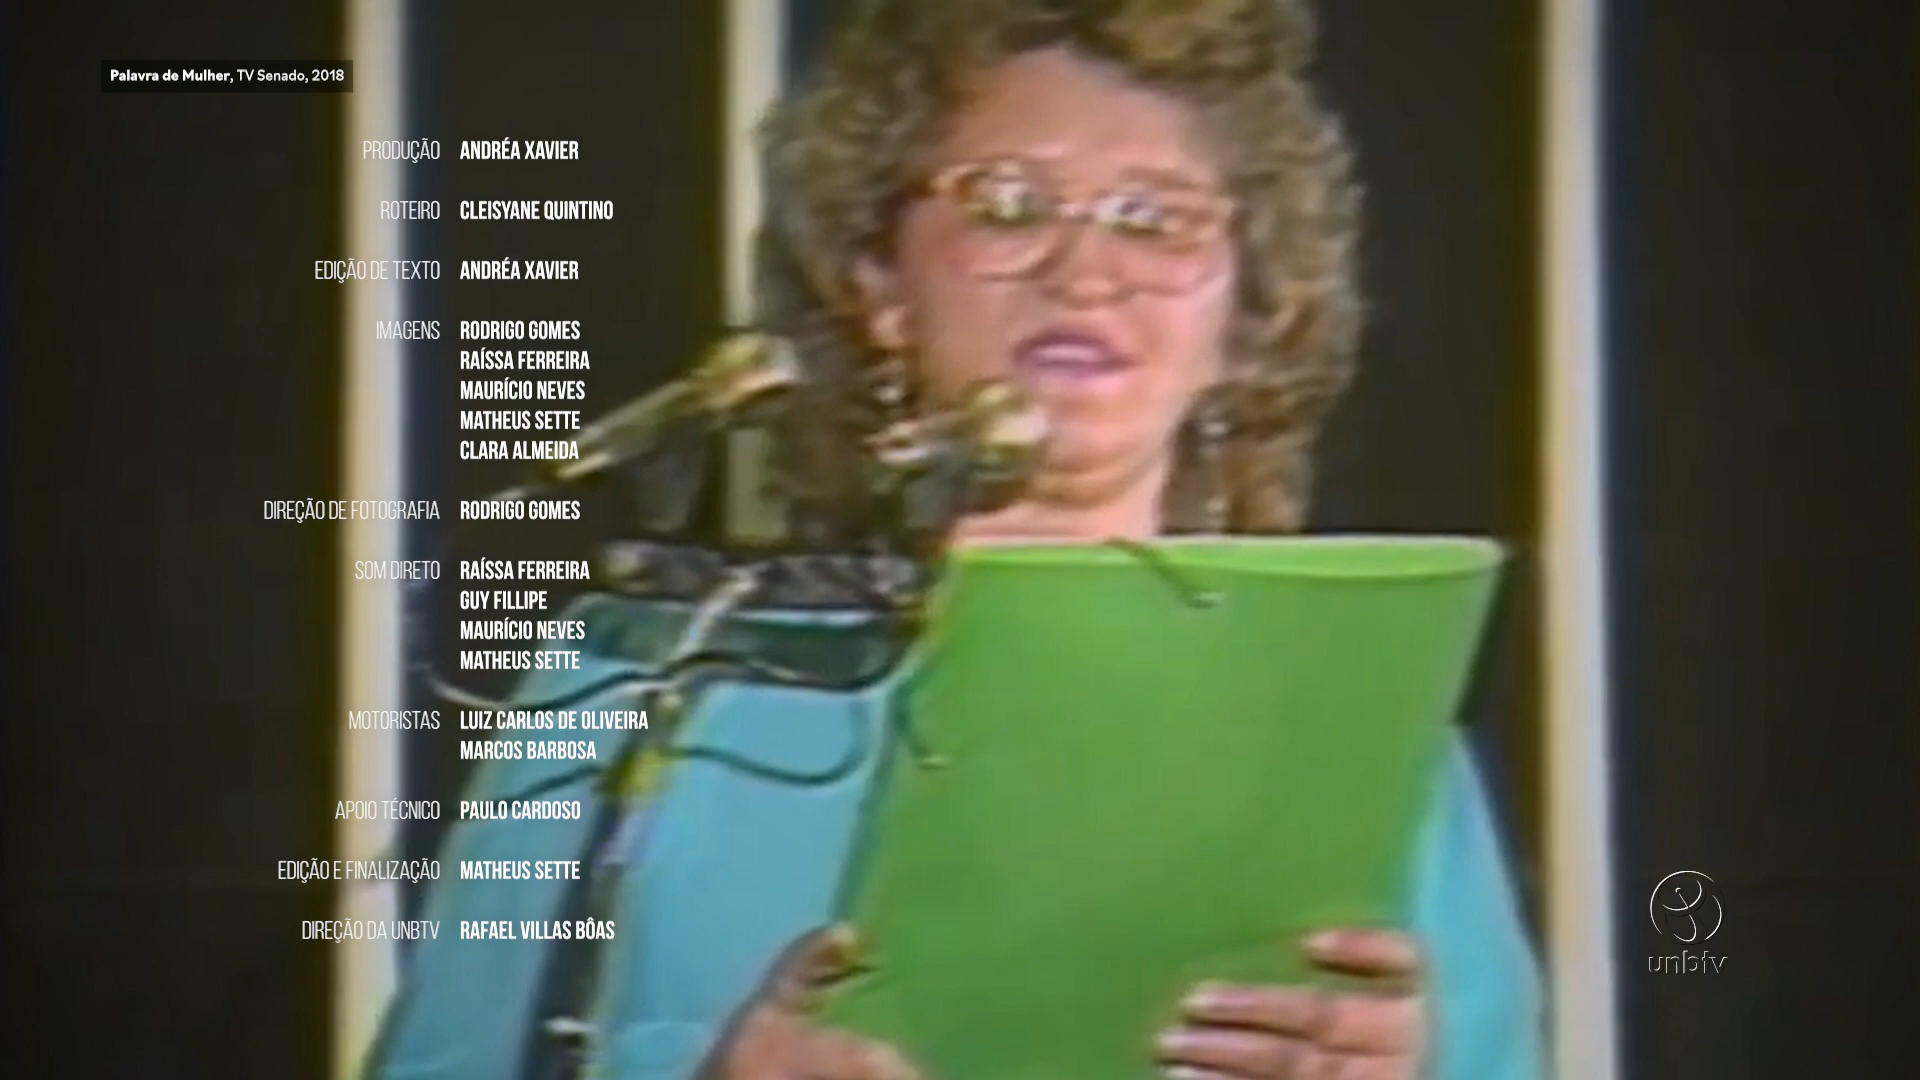 Palavra de Mulher, TV Senado, 2018
PRODUÇÃO ANDRÉA XAVIER
ROTEIRO CLEISYANE QUINTINO
EDIÇÃO DE TEXTO ANDRÉA XAVIER
IMAGENS RODRIGO GOMES
RAÍSSA FERREIRA
MAURÍCIO NEVES
MATHEUS SETTE
CLARA ALMEIDA
DIREÇÃO DE FOTOGRAFIA RODRIGO GOMES
SOM DIRETO RAÍSSA FERREIRA
GUY FILLIPE
MAURÍCIO NEVES
MATHEUS SETTE
MOTORISTAS LUIZ CARLOS DE OLIVEIRA
MARCOS BARBOSA
APOIO TÉCNICO PAULO CARDOSO
EDIÇÃO E FINALIZAÇÃO MATHEUS SETTE
DIREÇÃO DA UNBTV RAFAEL VILLAS BÔAS
unbtv